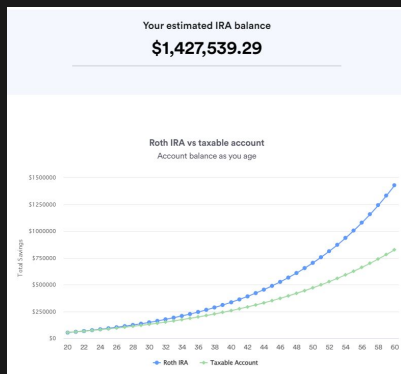 Your estimated IRA balance
$1,427,539.29
Roth IRA vs taxable account
Account balance as you age
$1500000
$1250000
$1000000
$750000
$500000
$250000
$0
Total Savings
20 22 24 26 28 30 32 34 36 38 40 42 44 46 48 50 52 54 56 58 60
Roth IRA Taxable Account